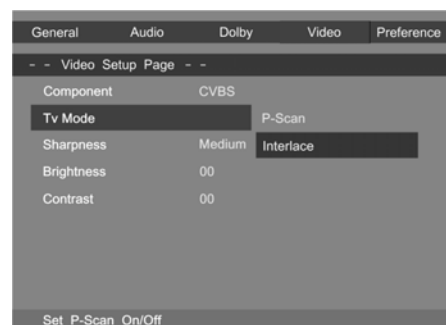 General Audio Dolby Video Preference
- - Video Setup Page - -
Component CVBS
Tv Mode P-Scan
Sharpness Medium Interlace
Brightness 00
Contrast 00
Set P-Scan On/Off